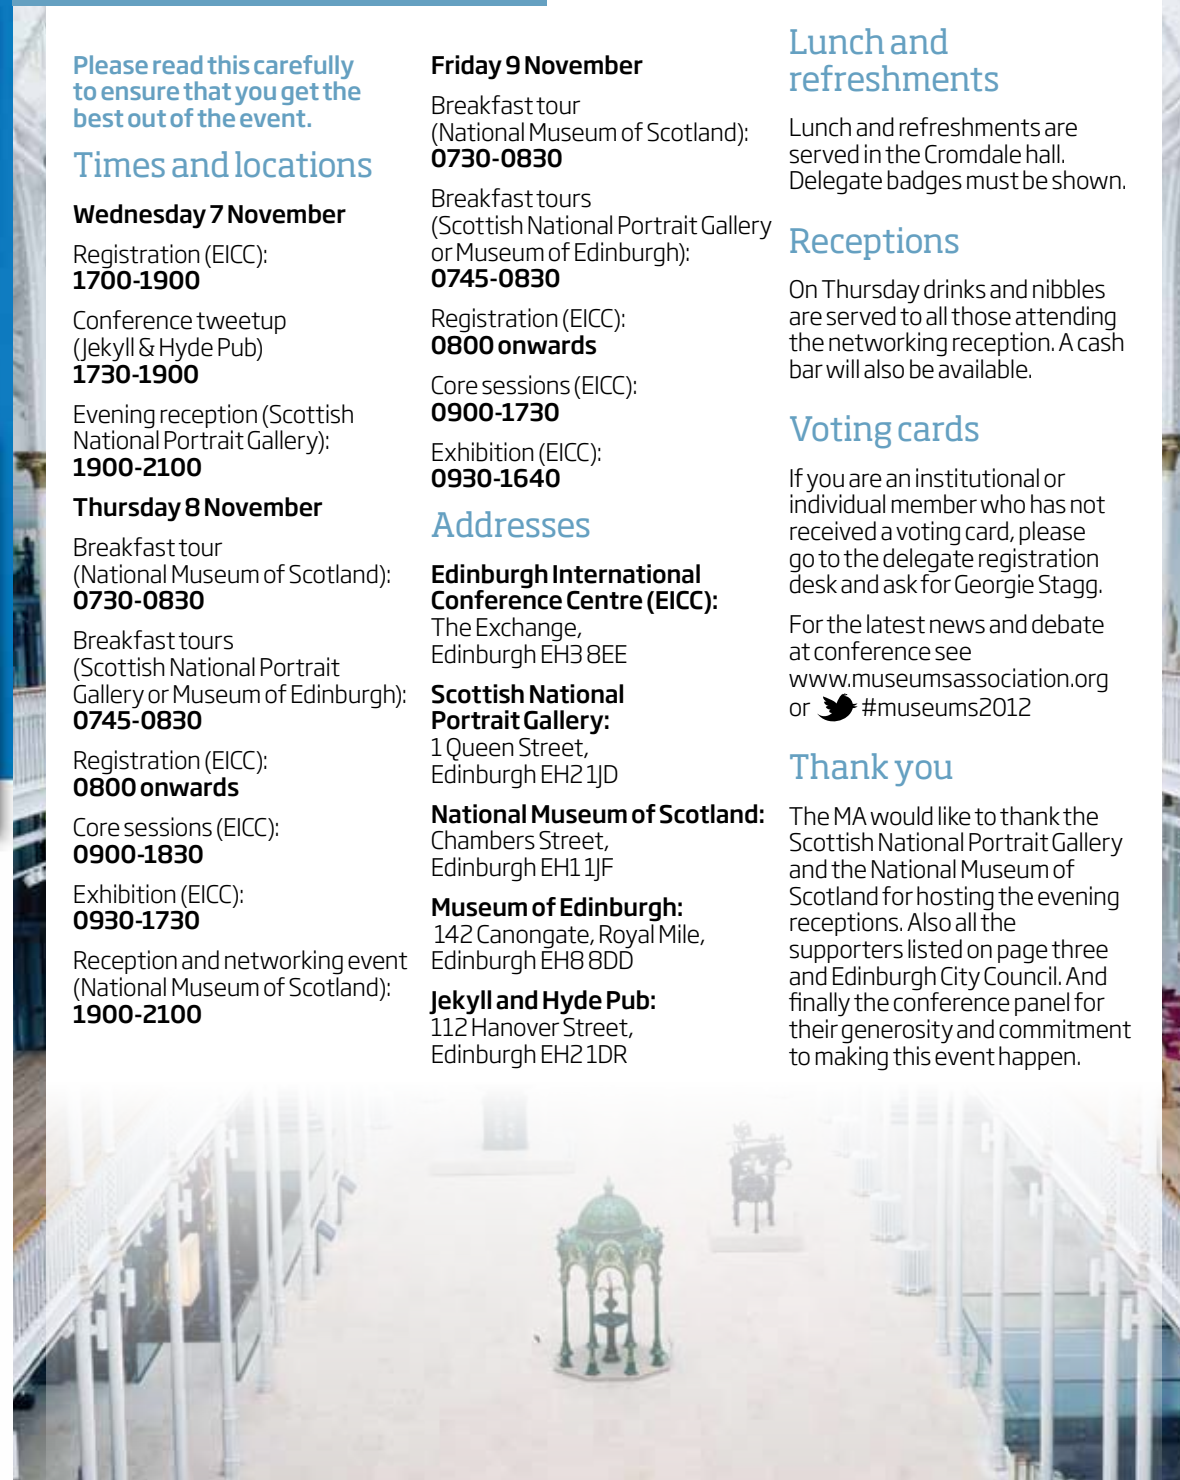 Please read this carefully
to ensure that you get the
best out of the event.
Times and locations
Wednesday 7 November
Registration (EICC):
1700-1900
Conference tweetup
(Jekyll & Hyde Pub)
1730-1900
Evening reception (Scottish
National Portrait Gallery):
1900-2100
Thursday 8 November
Breakfast tour
(National Museum of Scotland):
0730-0830
Breakfast tours
(Scottish National Portrait
Gallery or Museum of Edinburgh):
0745-0830
Registration (EICC):
0800 onwards
Core sessions (EICC):
0900-1830
Exhibition (EICC):
0930-1730
Reception and networking event
(National Museum of Scotland):
1900-2100
Friday 9 November
Breakfast tour
(National Museum of Scotland):
0730-0830
Breakfast tours
(Scottish National Portrait Gallery
or Museum of Edinburgh):
0745-0830
Registration (EICC):
0800 onwards
Core sessions (EICC):
0900-1730
Exhibition (EICC):
0930-1640
Addresses
Edinburgh International
Conference Centre (EICC):
The Exchange,
Edinburgh EH3 8EE
Scottish National
Portrait Gallery:
1 Queen Street,
Edinburgh EH2 1JD
National Museum of Scotland:
Chambers Street,
Edinburgh EH1 1JF
Museum of Edinburgh:
142 Canongate, Royal Mile,
Edinburgh EH8 8DD
Jekyll and Hyde Pub:
112 Hanover Street,
Edinburgh EH2 1DR
Lunch and
refreshments
Lunch and refreshments are
served in the Cromdale hall.
Delegate badges must be shown.
Receptions
On Thursday drinks and nibbles
are served to all those attending
the networking reception. A cash
bar will also be available.
Voting cards
If you are an institutional or
individual member who has not
received a voting card, please
go to the delegate registration
desk and ask for Georgie Stagg.
For the latest news and debate
at conference see
www.museumsassociation.org
or #museums2012
Thank you
The MA would like to thank the
Scottish National Portrait Gallery
and the National Museum of
Scotland for hosting the evening
receptions. Also all the
supporters listed on page three
and Edinburgh City Council. And
finally the conference panel for
their generosity and commitment
to making this event happen.